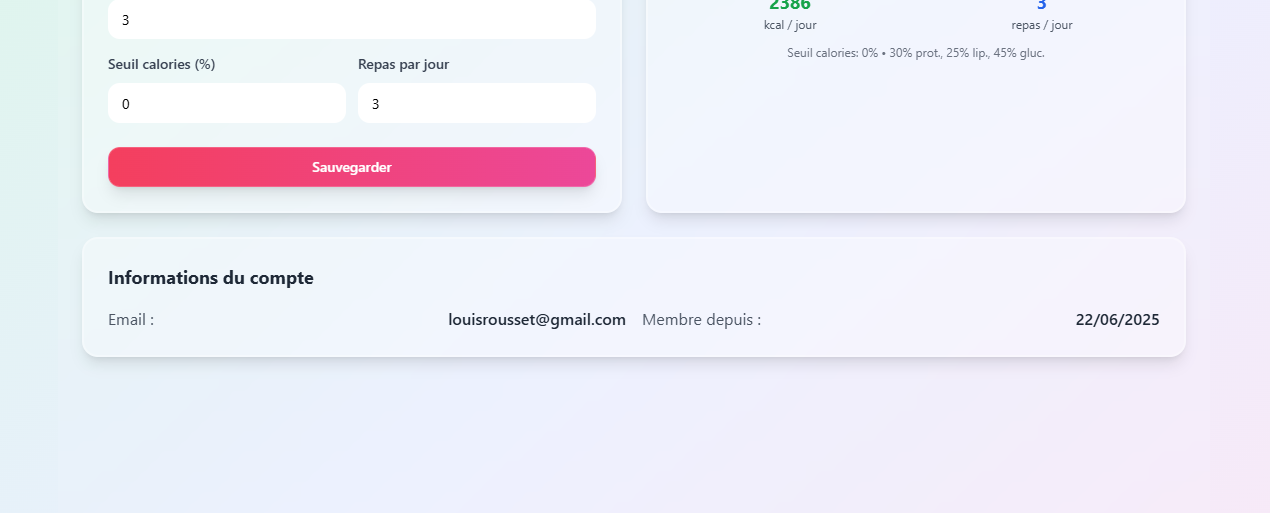 3
Seuil calories (%)
Repas par jour
0
3
Sauvegarder
2386
kcal / jour
3
repas / jour
Seuil calories: 0% • 30% prot., 25% lip., 45% gluc.
Informations du compte
Email : louisrousset@gmail.com
Membre depuis : 22/06/2025